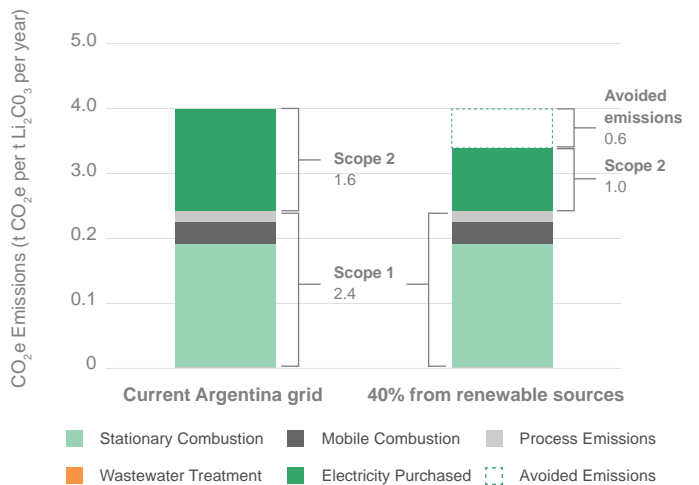 CO2e Emissions (t CO2e per t Li2C03 per year)
5.0
4.0
3.0
0.2
0.1
0
Scope 2
1.6
Scope 1
2.4
Avoided
emissions
0.6
Scope 2
1.0
Current Argentina grid
40% from renewable sources
Stationary Combustion
Mobile Combustion
Process Emissions
Wastewater Treatment
Electricity Purchased
Avoided Emissions